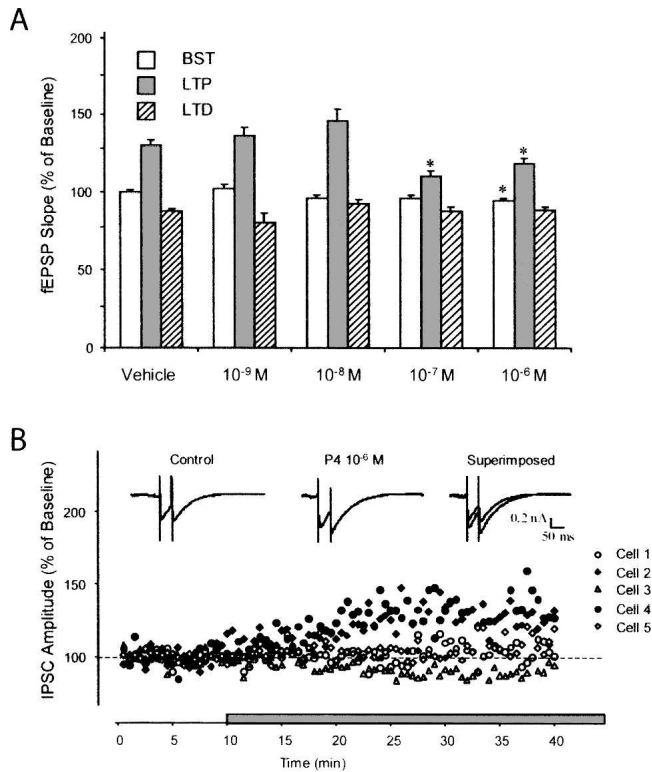 A
200
150
100
50
0
fEPSP Slope (% of Baseline)
BST
LTP
LTD
* * *
Vehicle 10⁻⁹ M 10⁻⁸ M 10⁻⁷ M 10⁻⁶ M
B
IPSC Amplitude (% of Baseline)
200
150
100
Control P4 10⁻⁶ M Superimposed
0.2 nA
50 ms
Cell 1
Cell 2
Cell 3
Cell 4
Cell 5
0 5 10 15 20 25 30 35 40
Time (min)